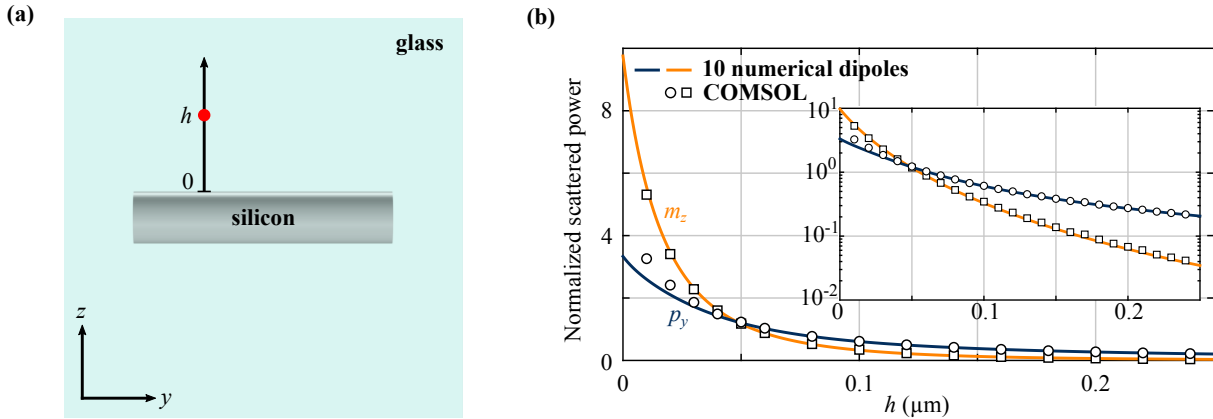 (a)
glass
h
0
silicon
z
y
(b)
Normalized scattered power
8
4
0
10 numerical dipoles
COMSOL
m_z
p_y
10^1
10^0
10^-1
10^-2
0
0.1
0.2
0
0.1
0.2
h (μm)